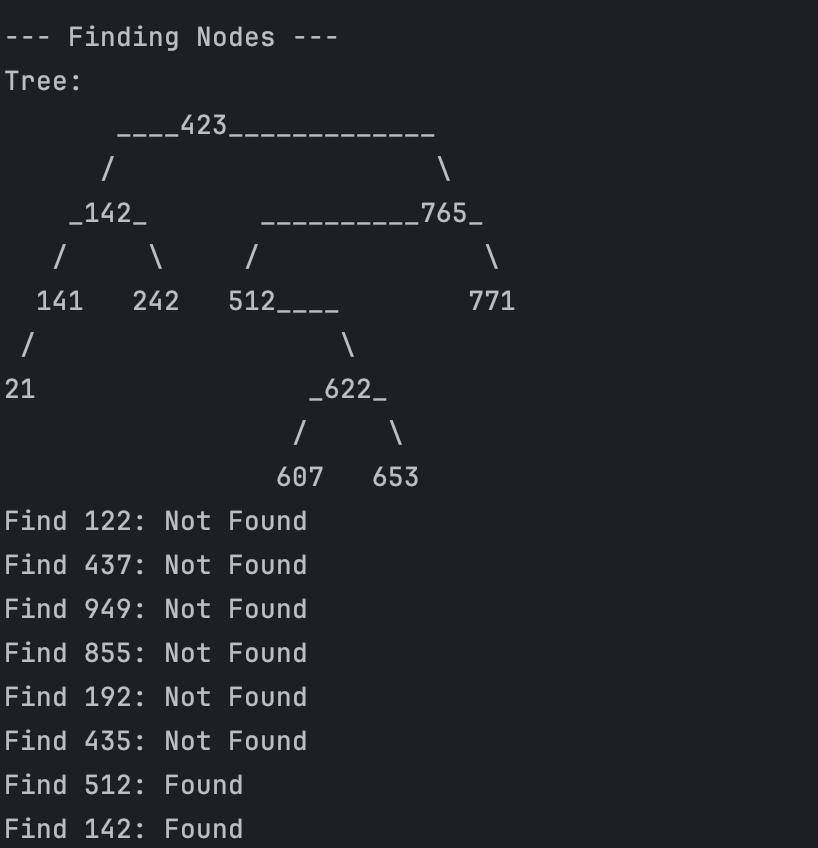 --- Finding Nodes ---
Tree:
       ____423_____________
      /                    \
    _142_       __________765_
   /     \     /              \
  141   242   512____        771
 /                   \
21                 _622_
                  /     \
                 607   653
Find 122: Not Found
Find 437: Not Found
Find 949: Not Found
Find 855: Not Found
Find 192: Not Found
Find 435: Not Found
Find 512: Found
Find 142: Found